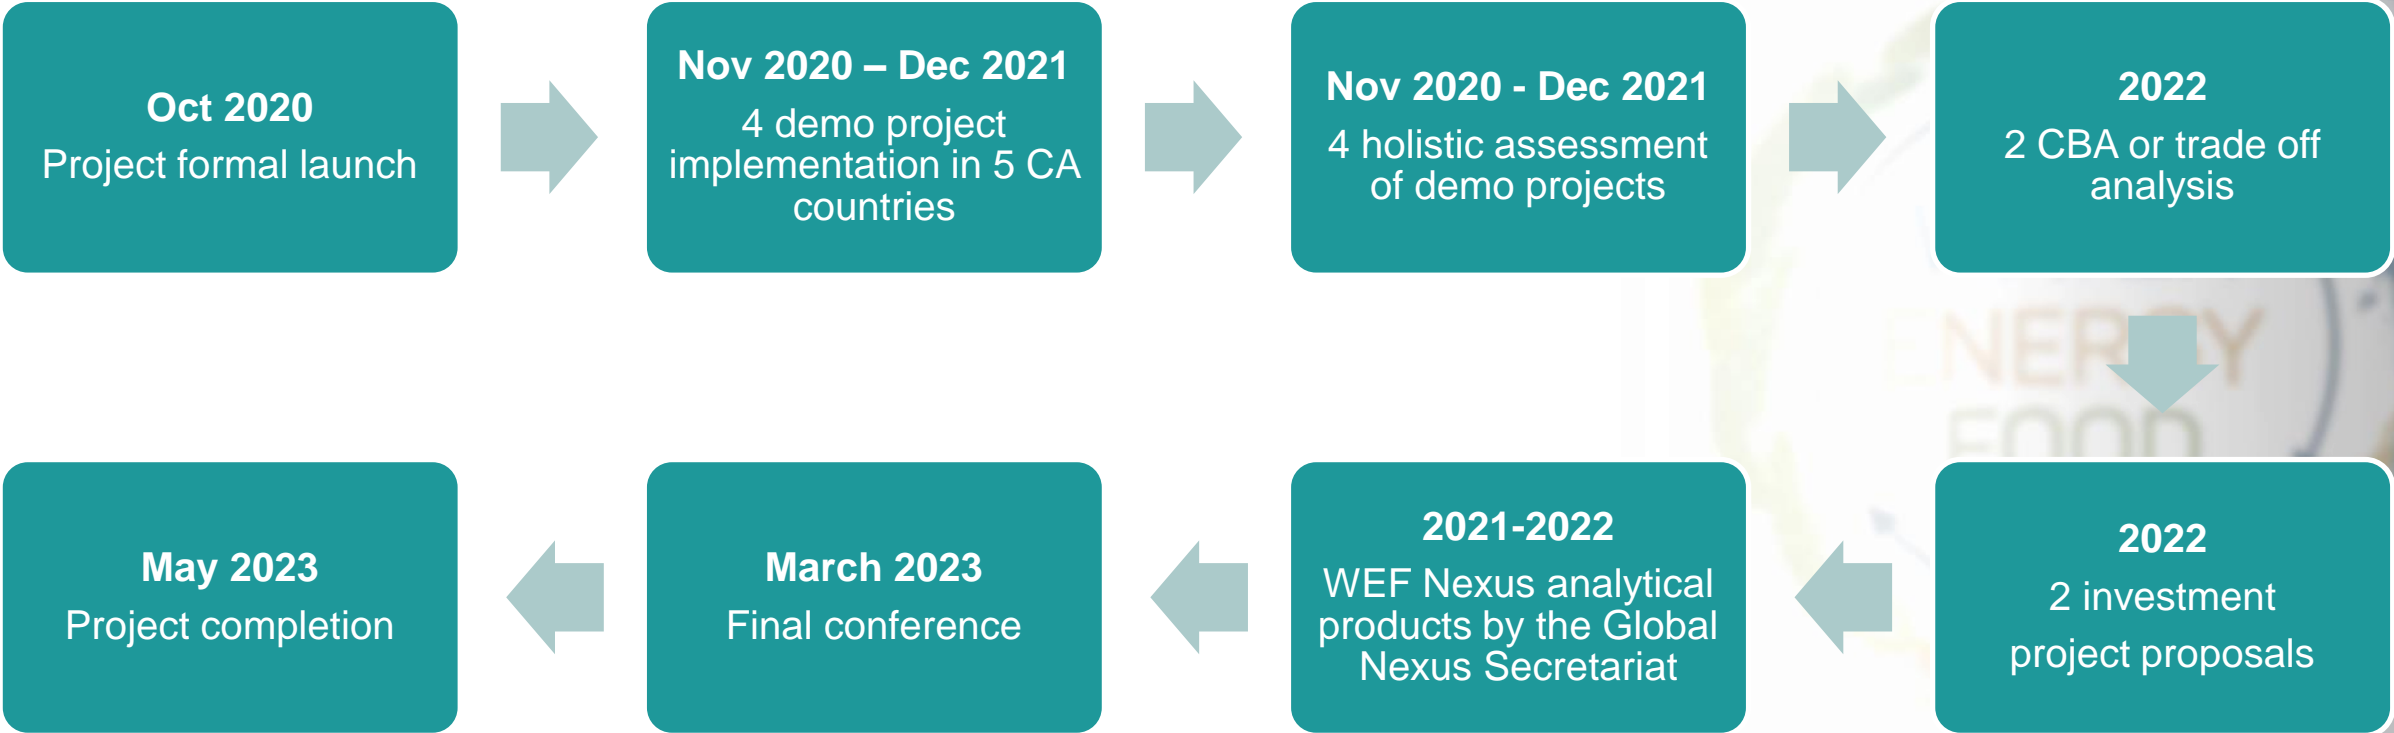 Oct 2020
Project formal launch
Nov 2020 – Dec 2021
4 demo project
implementation in 5 CA
countries
Nov 2020 - Dec 2021
4 holistic assessment
of demo projects
2022
2 CBA or trade off
analysis
ENERGY
FOOD
2022
2 investment
project proposals
2021-2022
WEF Nexus analytical
products by the Global
Nexus Secretariat
March 2023
Final conference
May 2023
Project completion